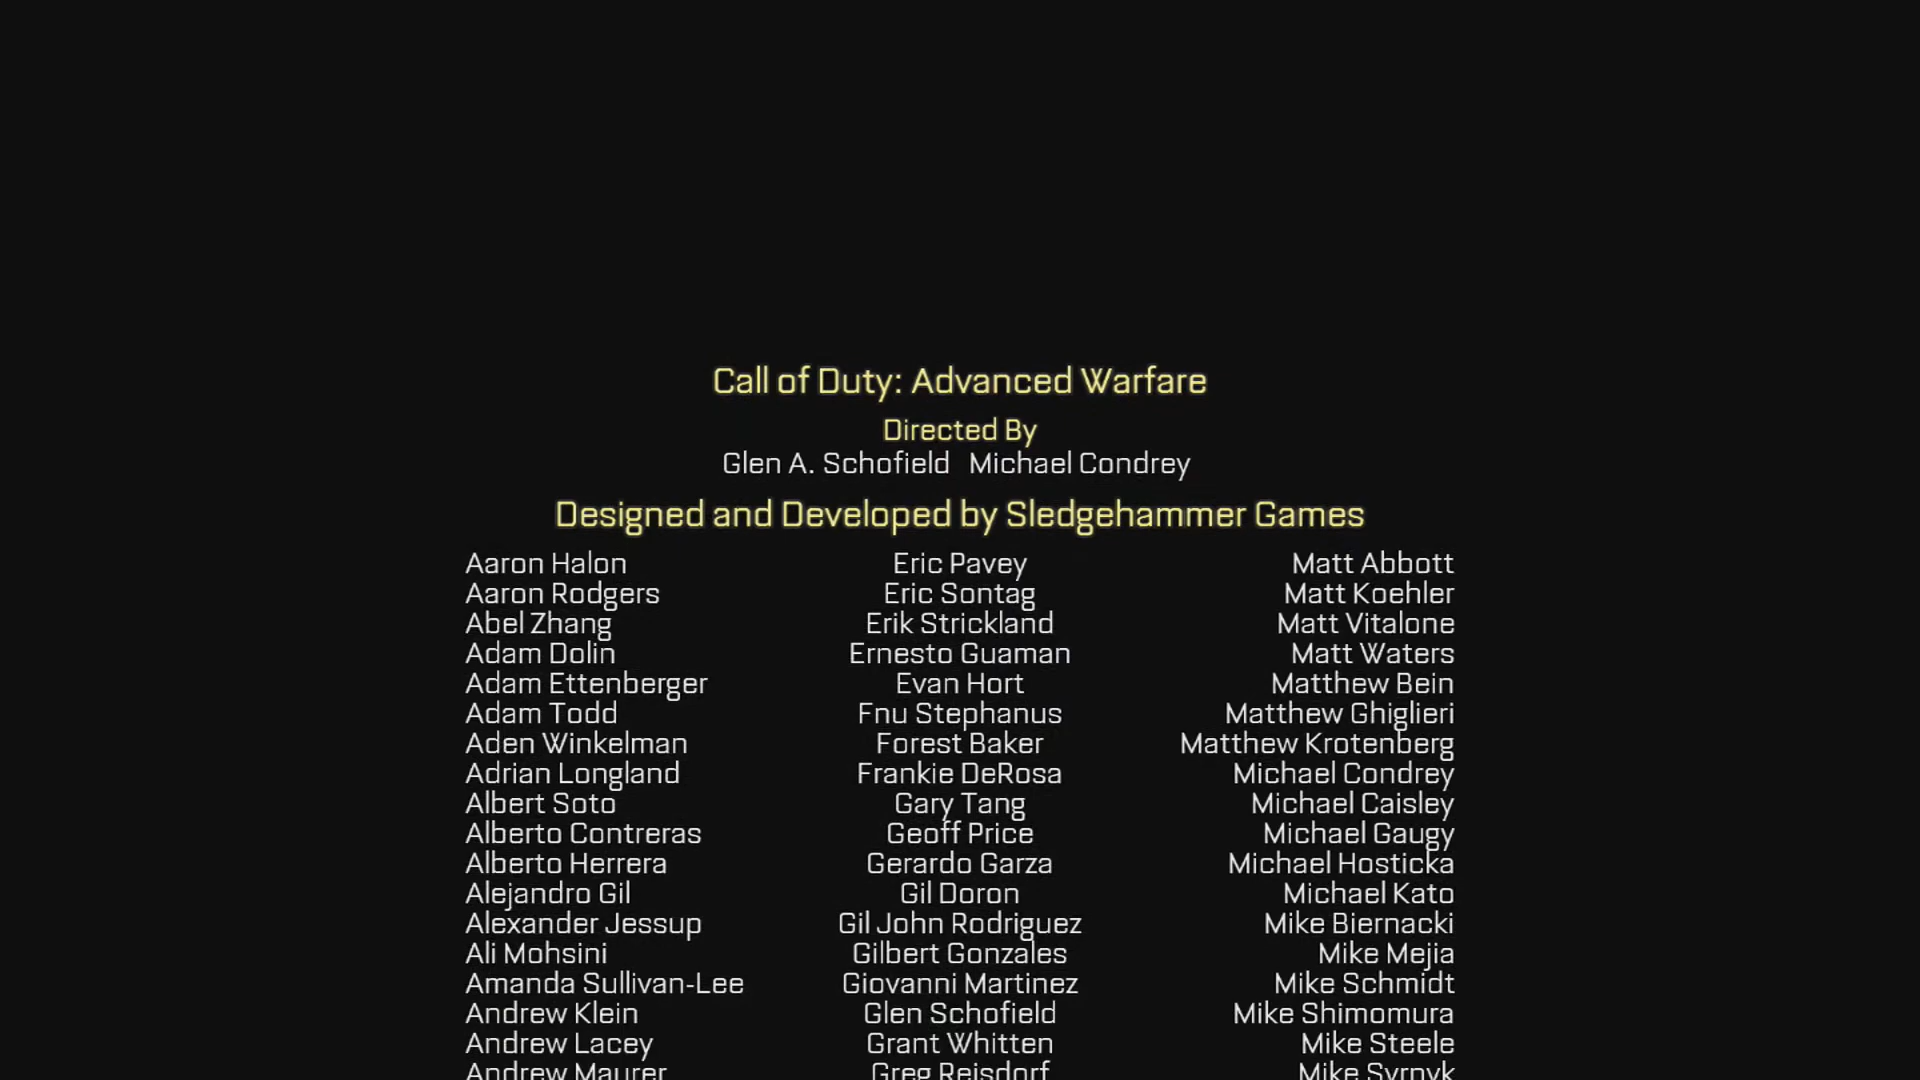 Call of Duty: Advanced Warfare
Directed By
Glen A. Schofield Michael Condrey
Designed and Developed by Sledgehammer Games
Aaron Halon Eric Pavey Matt Abbott
Aaron Rodgers Eric Sontag Matt Koehler
Abel Zhang Erik Strickland Matt Vitalone
Adam Dolin Ernesto Guaman Matt Waters
Adam Ettenberger Evan Hort Matthew Bein
Adam Todd Fnu Stephanus Matthew Ghiglieri
Aden Winkelman Forest Baker Matthew Krotenberg
Adrian Longland Frankie DeRosa Michael Condrey
Albert Soto Gary Tang Michael Caisley
Alberto Contreras Geoff Price Michael Gaugy
Alberto Herrera Gerardo Garza Michael Hosticka
Alejandro Gil Gil Doron Michael Kato
Alexander Jessup Gil John Rodriguez Mike Biernacki
Ali Mohsini Gilbert Gonzales Mike Mejia
Amanda Sullivan-Lee Giovanni Martinez Mike Schmidt
Andrew Klein Glen Schofield Mike Shimomura
Andrew Lacey Grant Whitten Mike Steele
Andrew Maurer Greg Reisdorf Mike Syrnyk